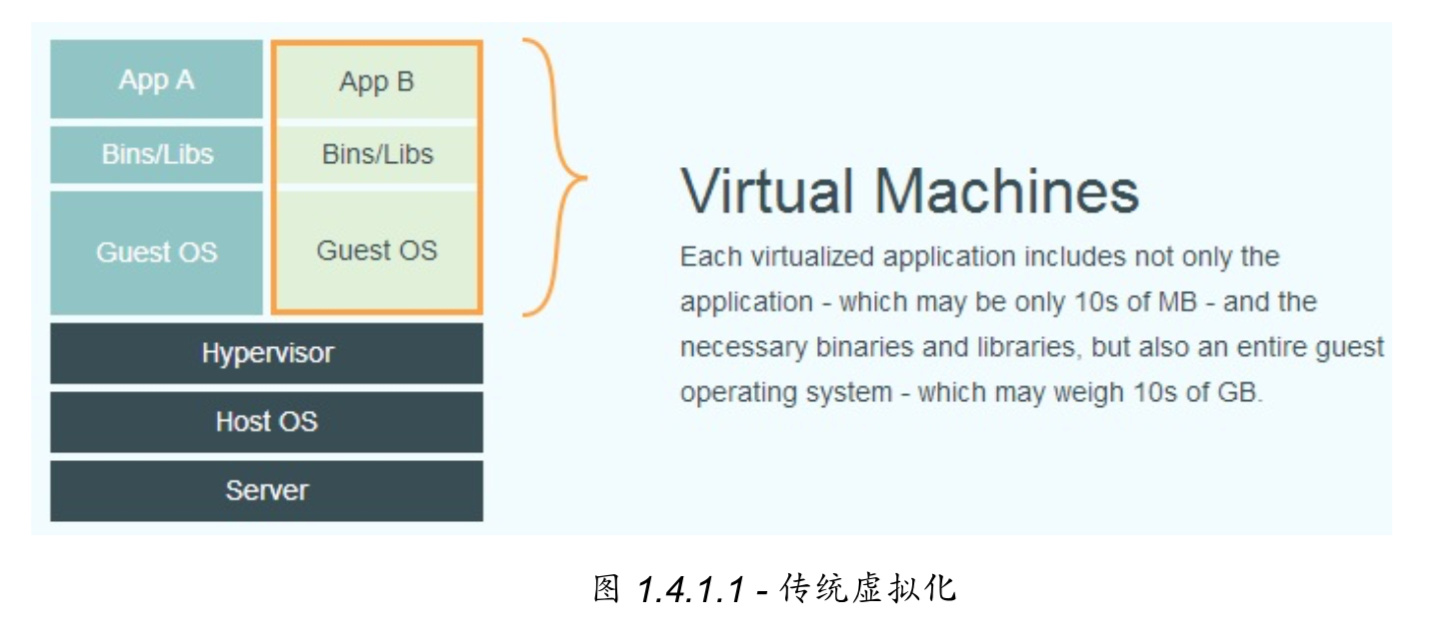 App A
App B
Bins/Libs
Bins/Libs
Guest OS
Guest OS
Hypervisor
Host OS
Server
Virtual Machines
Each virtualized application includes not only the
application - which may be only 10s of MB - and the
necessary binaries and libraries, but also an entire guest
operating system - which may weigh 10s of GB.
图 1.4.1.1 - 传统虚拟化